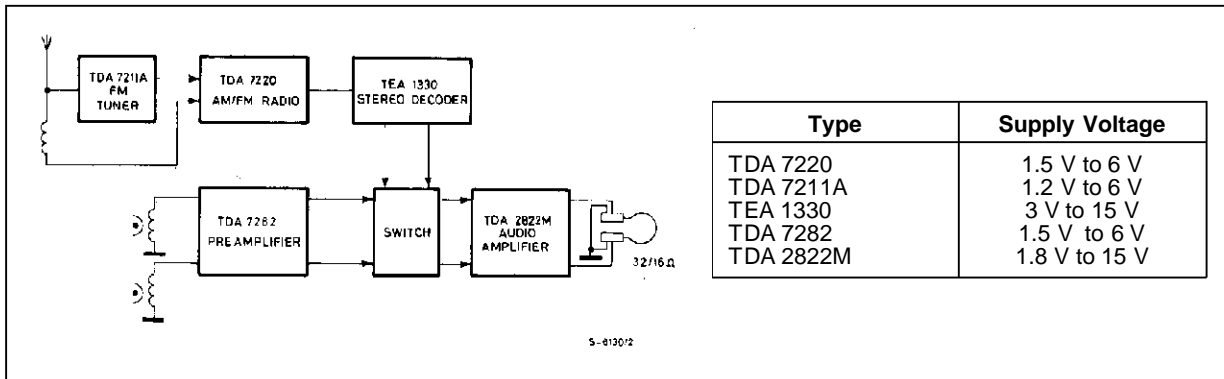 TDA 7211A
FM
TUNER
TDA 7220
AM/FM RADIO
TEA 1330
STEREO DECODER
TDA 7282
PREAMPLIFIER
SWITCH
TDA 2822M
AUDIO
AMPLIFIER
32/16Ω
S-6130/2
Type Supply Voltage
TDA 7220 1.5 V to 6 V
TDA 7211A 1.2 V to 6 V
TEA 1330 3 V to 15 V
TDA 7282 1.5 V to 6 V
TDA 2822M 1.8 V to 15 V